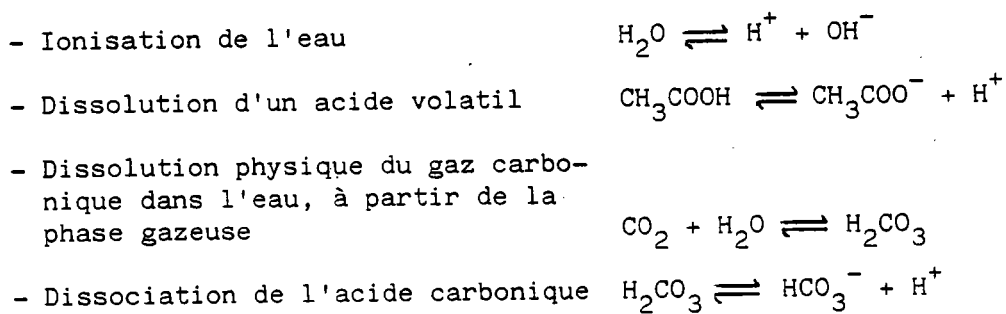 - Ionisation de l'eau H₂O ⇌ H⁺ + OH⁻
- Dissolution d'un acide volatil CH₃COOH ⇌ CH₃COO⁻ + H⁺
- Dissolution physique du gaz carbo-
nique dans l'eau, à partir de la
phase gazeuse CO₂ + H₂O ⇌ H₂CO₃
- Dissociation de l'acide carbonique H₂CO₃ ⇌ HCO₃⁻ + H⁺